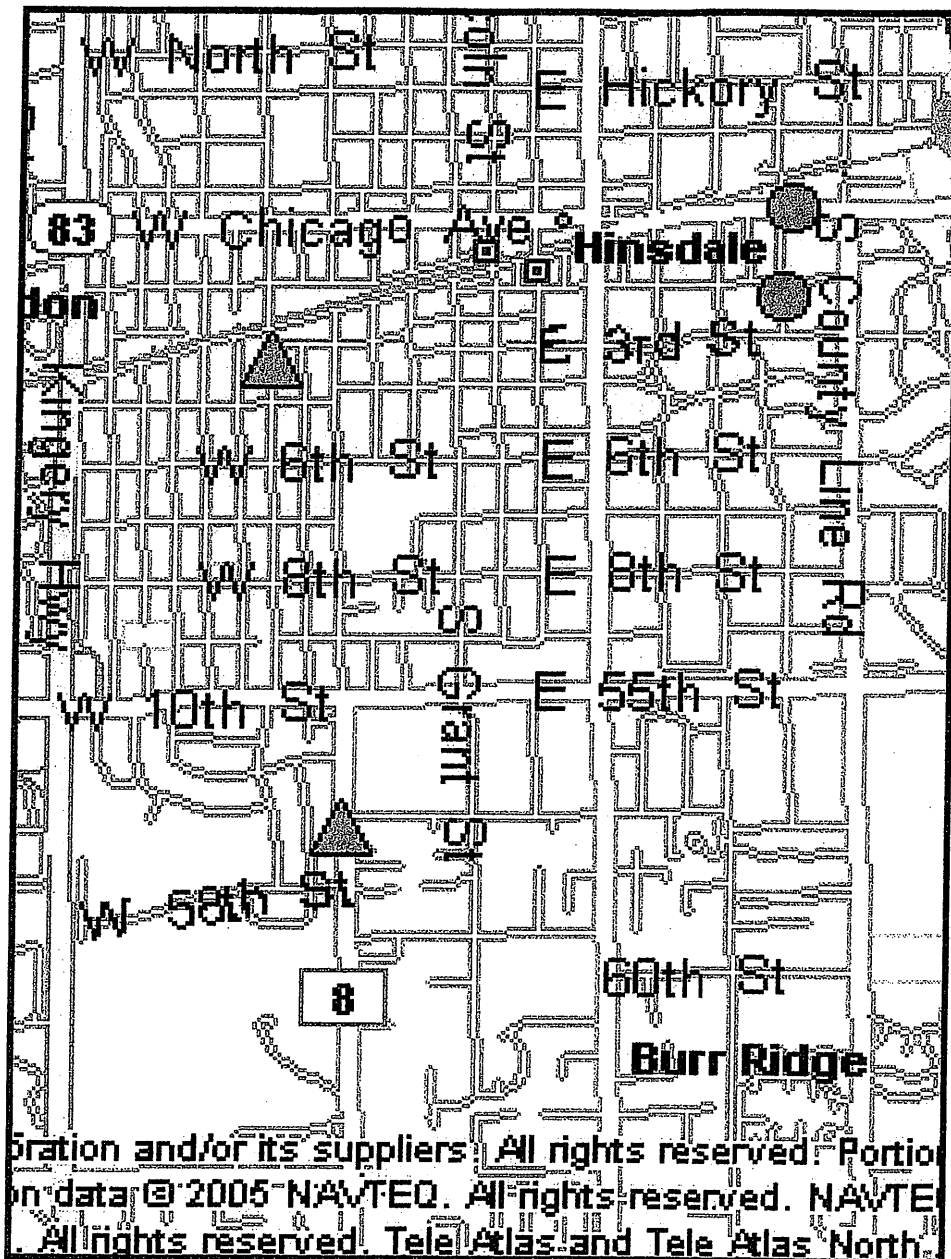 W North St
E Hickory St
83
W Chicago Ave
Hinsdale
don
E 3rd St
S County Line Rd
Kingery Hwy
W 6th St
E 6th St
W 8th St
E 8th St
S Grant St
W 10th St
E 55th St
W 58th St
60th St
8
Burr Ridge
oration and/or its suppliers. All rights reserved. Portio
on data © 2005 NAVTEQ. All rights reserved. NAVTE
. All rights reserved. Tele Atlas and Tele Atlas North